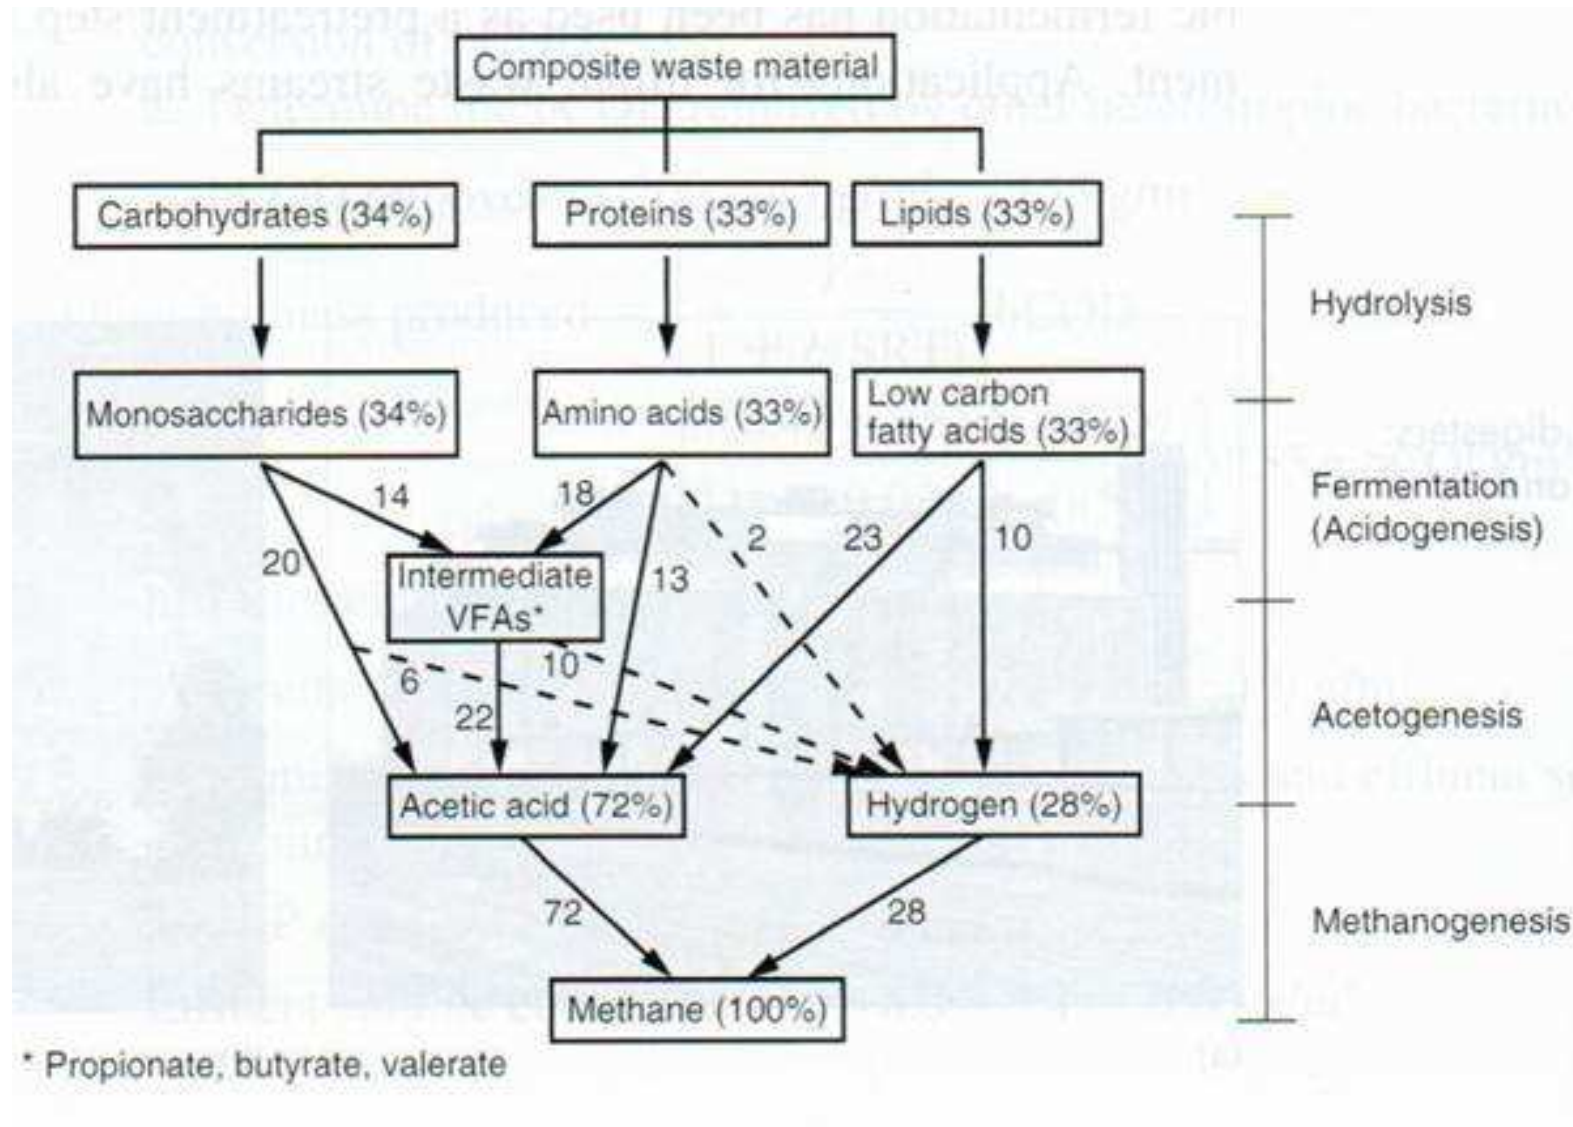 Composite waste material
Carbohydrates (34%)
Proteins (33%)
Lipids (33%)
Hydrolysis
Monosaccharides (34%)
Amino acids (33%)
Low carbon
fatty acids (33%)
Fermentation
(Acidogenesis)
14
18
20
2
23
10
13
Intermediate
VFAs*
6
10
22
Acetogenesis
Acetic acid (72%)
Hydrogen (28%)
72
28
Methanogenesis
Methane (100%)
* Propionate, butyrate, valerate